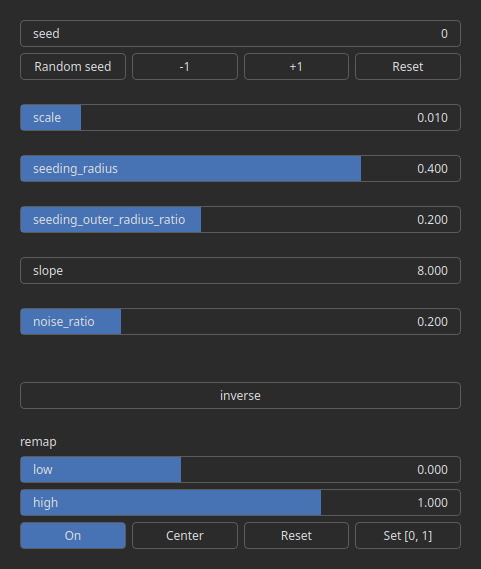 seed 0
Random seed -1 +1 Reset
scale 0.010
seeding_radius 0.400
seeding_outer_radius_ratio 0.200
slope 8.000
noise_ratio 0.200
inverse
remap
low 0.000
high 1.000
On Center Reset Set [0, 1]